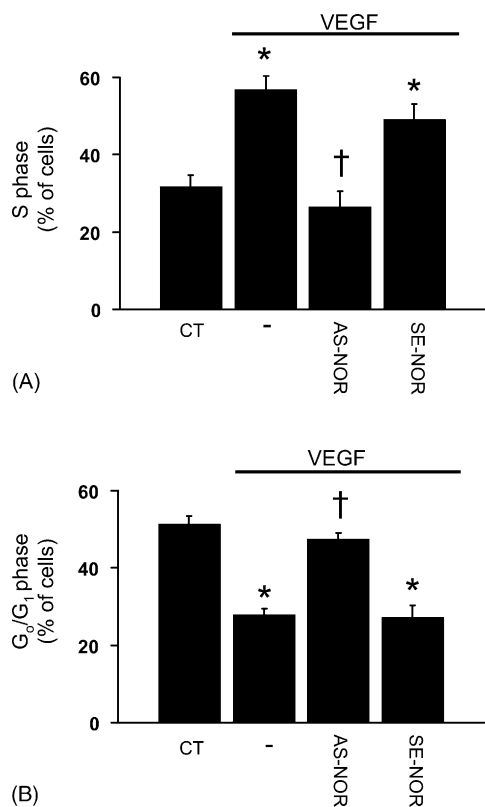 VEGF
S phase
(% of cells)
60
*
*
40
†
20
0
CT
-
AS-NOR
SE-NOR
(A)
VEGF
G₀/G₁ phase
(% of cells)
60
†
40
*
*
20
0
CT
-
AS-NOR
SE-NOR
(B)